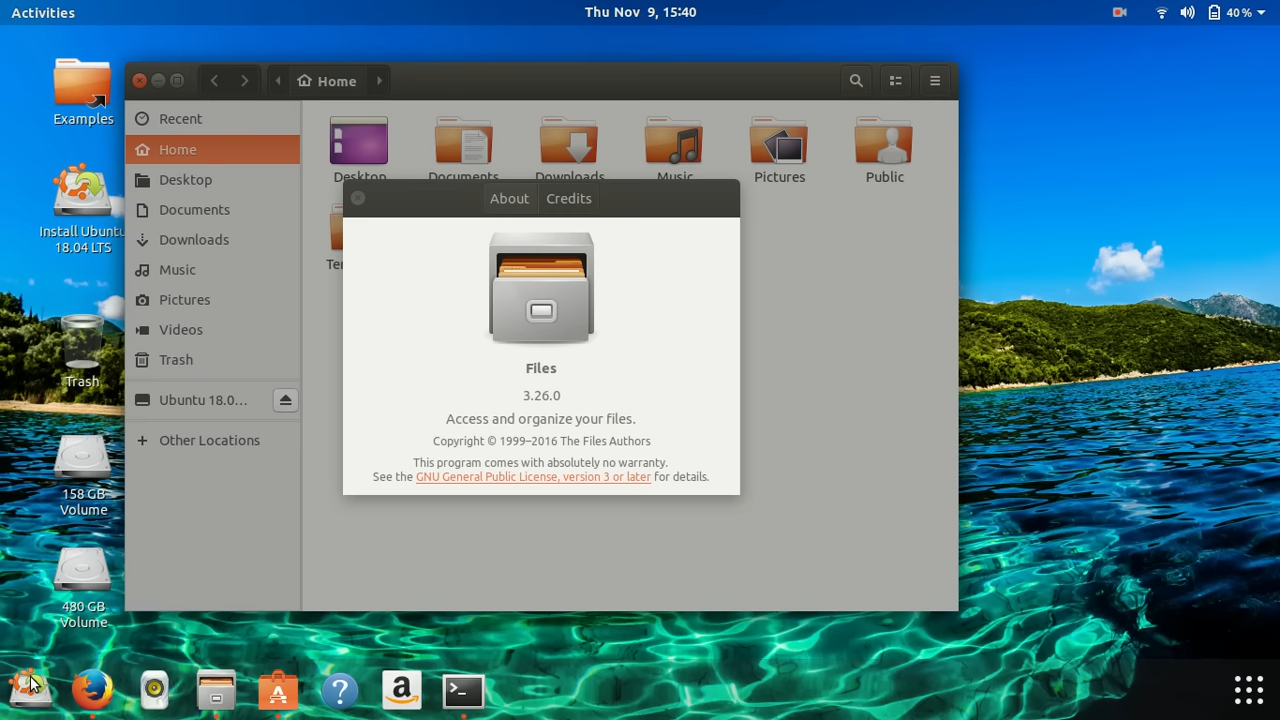 Activities
Thu Nov 9, 15:40
40 %
Examples
Install Ubuntu
18.04 LTS
Trash
158 GB
Volume
480 GB
Volume
Home
Recent
Home
Desktop
Documents
Downloads
Music
Pictures
Videos
Trash
Ubuntu 18.0…
Other Locations
Desktop
Documents
Downloads
Music
Pictures
Public
About
Credits
Files
3.26.0
Access and organize your files.
Copyright © 1999–2016 The Files Authors
This program comes with absolutely no warranty.
See the GNU General Public License, version 3 or later for details.